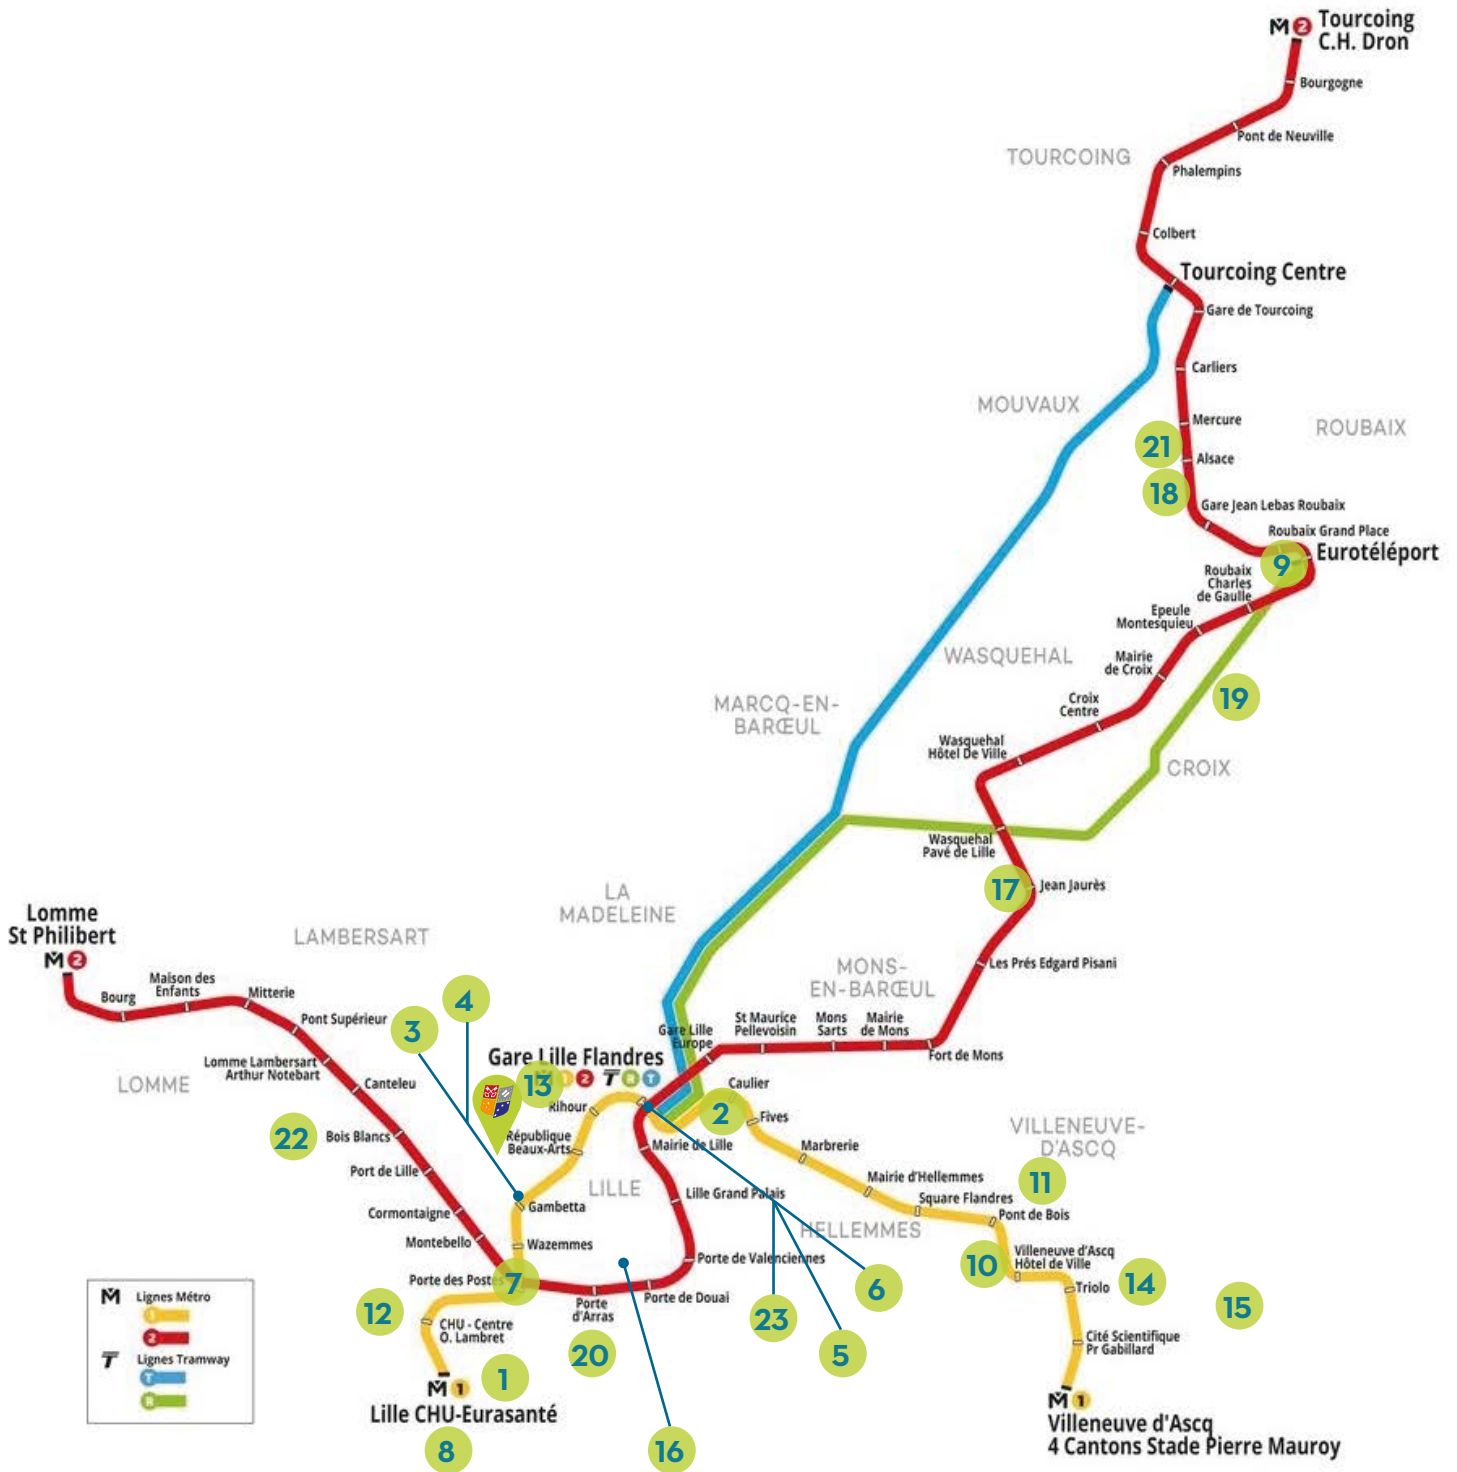 M 2 Tourcoing
C.H. Dron
Bourgogne
Pont de Neuville
TOURCOING
Phalempins
Colbert
Tourcoing Centre
Gare de Tourcoing
Carliers
MOUVAUX
Mercure
ROUBAIX
21
Alsace
18
Gare Jean Lebas Roubaix
Roubaix Grand Place
Eurotéléport
9
Roubaix
Charles
de Gaulle
Epeule
Montesquieu
WASQUEHAL
Mairie
de Croix
19
Croix
Centre
MARCQ-EN-
BARŒUL
Wasquehal
Hôtel De Ville
CROIX
Wasquehal
Pavé de Lille
17
Jean Jaurès
LA
MADELEINE
Lomme
St Philibert
M 2
LAMBERSART
Les Prés Edgard Pisani
MONS-
EN-BARŒUL
Bourg
Maison des
Enfants
Mitterie
Pont Supérieur
4
3
Gare Lille
Europe
St Maurice
Pellevoisin
Mons
Sarts
Mairie
de Mons
Fort de Mons
Lomme Lambersart
Arthur Notebart
LOMME
Canteleu
Gare Lille Flandres
M 1 2 T R T
13
Rihour
Caulier
2
Fives
22
Bois Blancs
République
Beaux-Arts
Mairie de Lille
Marbrerie
VILLENEUVE-
D'ASCQ
Port de Lille
Mairie d'Hellemmes
11
LILLE
Lille Grand Palais
Square Flandres
Cormontaigne
Gambetta
Pont de Bois
HELLEMMES
Montebello
Wazemmes
Porte de Valenciennes
10
Villeneuve d'Ascq
Hôtel de Ville
Porte des Postes
7
6
Triolo
14
Porte
d'Arras
Porte de Douai
15
12
CHU - Centre
O. Lambret
23
Cité Scientifique
Pr Gabillard
20
5
1
M 1
Lille CHU-Eurasanté
M 1
Villeneuve d'Ascq
4 Cantons Stade Pierre Mauroy
8
16
M Lignes Métro
1
2
T Lignes Tramway
T
R